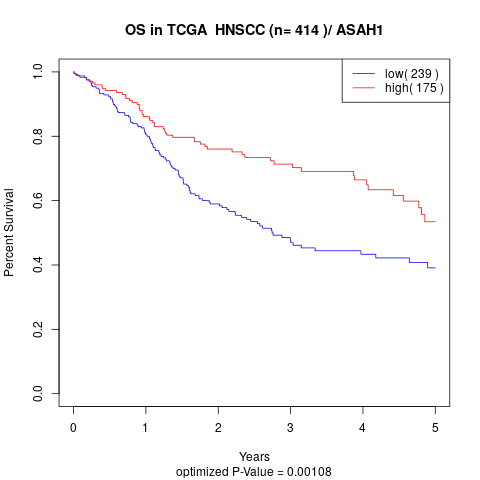 OS in TCGA  HNSCC (n= 414 )/ ASAH1
low( 239 )
high( 175 )
Percent Survival
1.0
0.8
0.6
0.4
0.2
0.0
0 1 2 3 4 5
Years
optimized P-Value = 0.00108